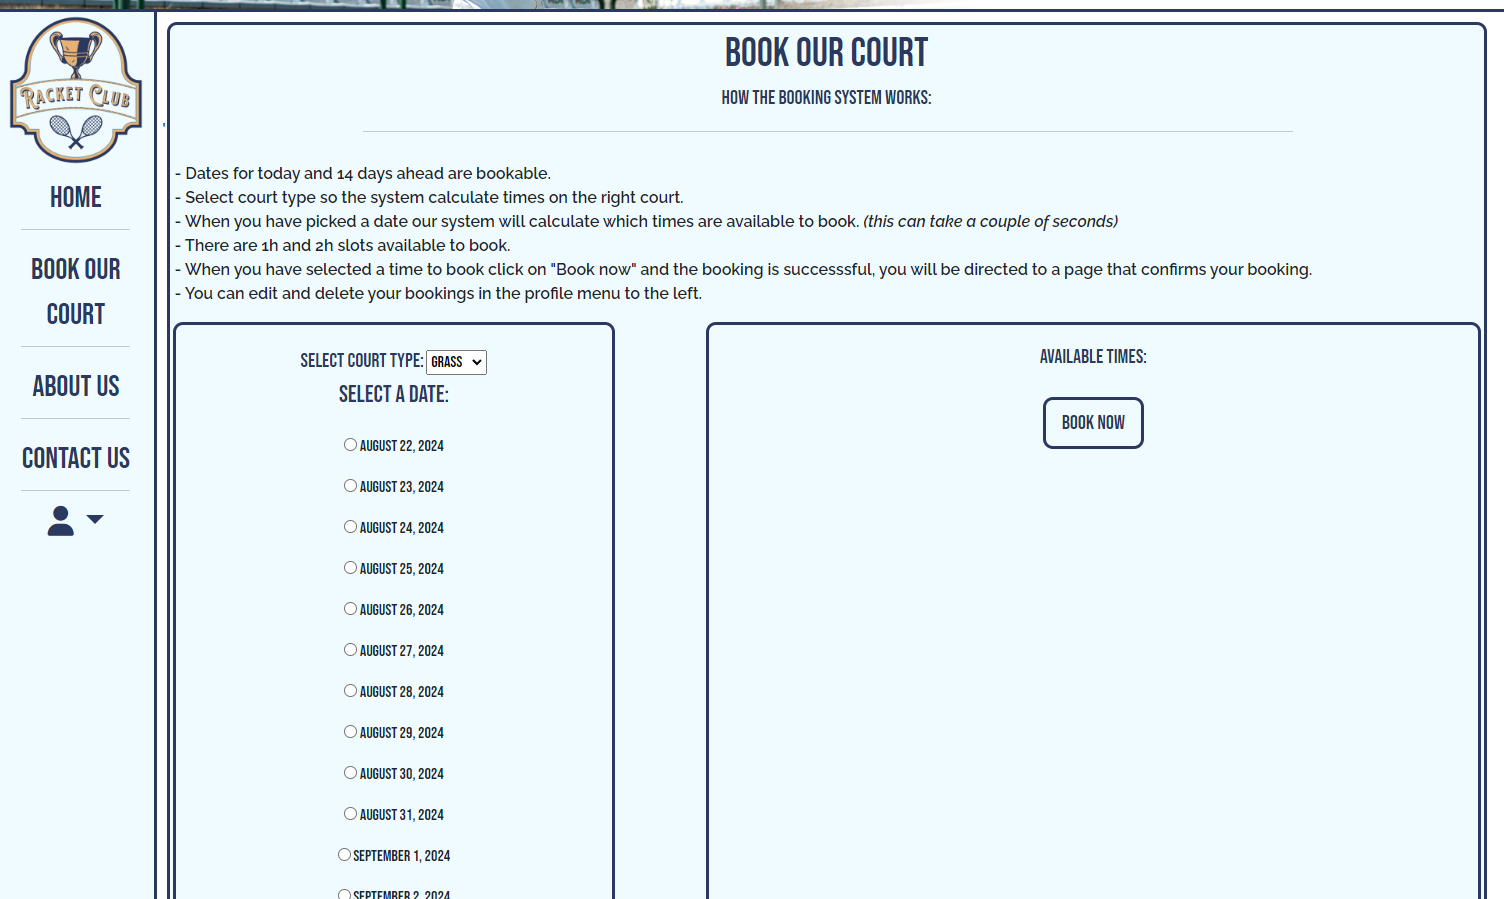 RACKET CLUB
HOME
BOOK OUR
COURT
ABOUT US
CONTACT US
BOOK OUR COURT
HOW THE BOOKING SYSTEM WORKS:
- Dates for today and 14 days ahead are bookable.
- Select court type so the system calculate times on the right court.
- When you have picked a date our system will calculate which times are available to book. (this can take a couple of seconds)
- There are 1h and 2h slots available to book.
- When you have selected a time to book click on "Book now" and the booking is successsful, you will be directed to a page that confirms your booking.
- You can edit and delete your bookings in the profile menu to the left.
SELECT COURT TYPE: GRASS
SELECT A DATE:
AUGUST 22, 2024
AUGUST 23, 2024
AUGUST 24, 2024
AUGUST 25, 2024
AUGUST 26, 2024
AUGUST 27, 2024
AUGUST 28, 2024
AUGUST 29, 2024
AUGUST 30, 2024
AUGUST 31, 2024
SEPTEMBER 1, 2024
SEPTEMBER 2, 2024
AVAILABLE TIMES:
BOOK NOW